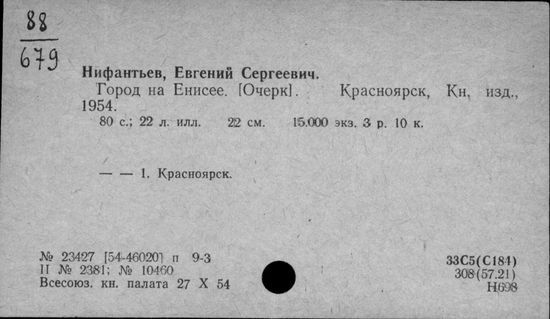 88
679
Нифантьев, Евгений Сергеевич.
Город на Енисее. [Очерк]. Красноярск, Кн. изд.,
1954.
80 с.; 22 л. илл. 22 см. 15.000 экз. 3 р. 10 к.
— — 1. Красноярск.
№ 23427 [54-46020] п 9-3
II № 2381; № 10460
Всесоюз. кн. палата 27 X 54
33С5(С184)
308(57.21)
Н698